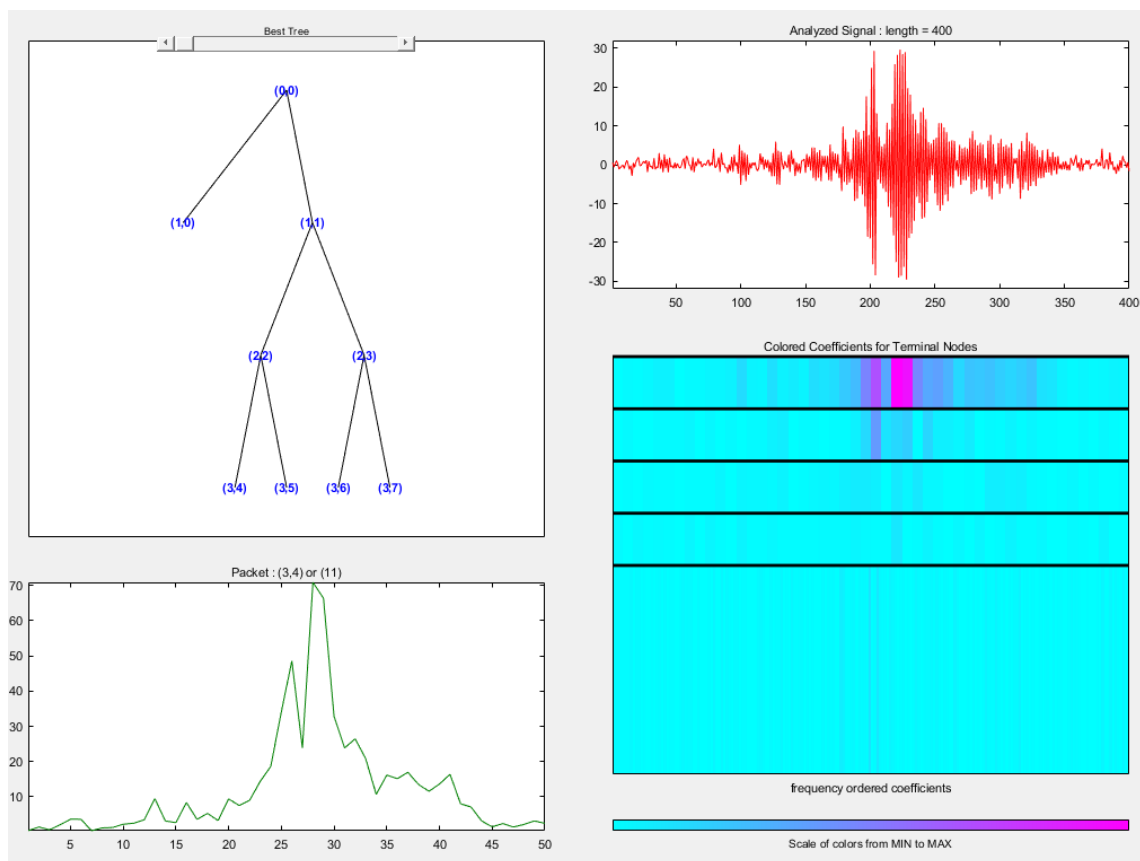 Best Tree
(0,0)
(1,0)
(1,1)
(2,2)
(2,3)
(3,4)
(3,5)
(3,6)
(3,7)
Analyzed Signal : length = 400
30
20
10
0
-10
-20
-30
50 100 150 200 250 300 350 400
Packet : (3,4) or (11)
70
60
50
40
30
20
10
5 10 15 20 25 30 35 40 45 50
Colored Coefficients for Terminal Nodes
frequency ordered coefficients
Scale of colors from MIN to MAX